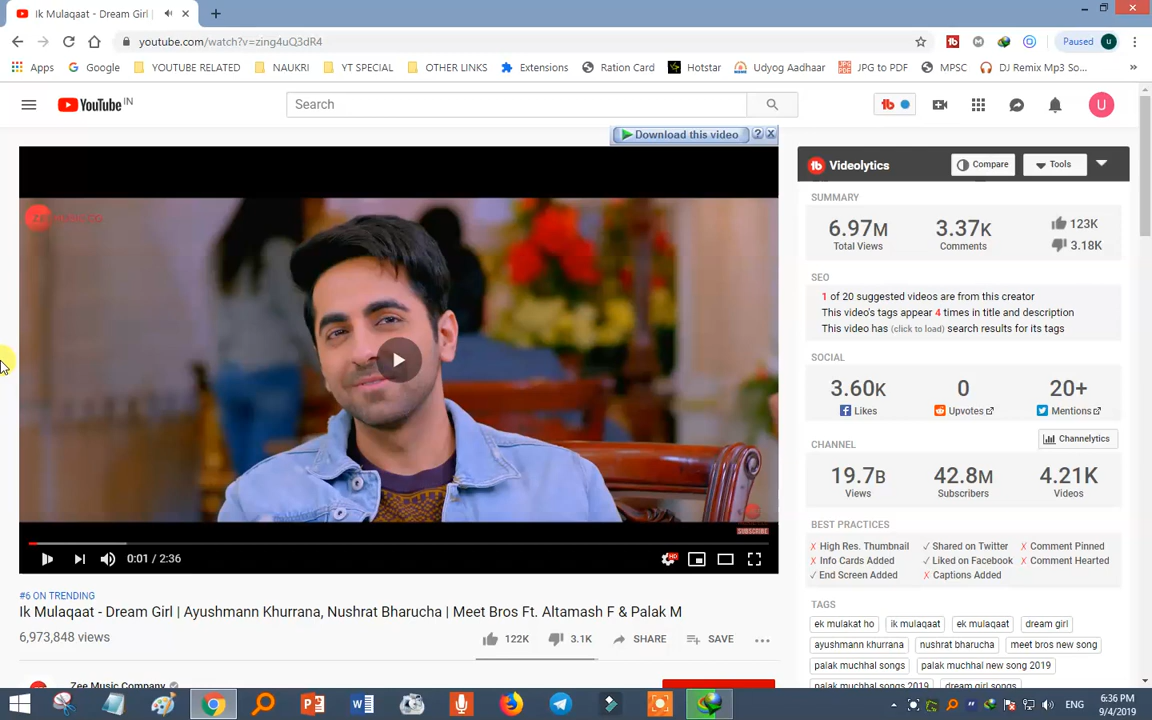 Ik Mulaqaat - Dream Girl |
youtube.com/watch?v=zing4uQ3dR4
Paused u
Apps Google YOUTUBE RELATED NAUKRI YT SPECIAL OTHER LINKS Extensions Ration Card Hotstar Udyog Aadhaar JPG to PDF MPSC DJ Remix Mp3 So... »
YouTube IN
Search
tb
U
Download this video ? X
Videolytics Compare Tools
SUMMARY
6.97M 3.37K 123K
Total Views Comments 3.18K
SEO
1 of 20 suggested videos are from this creator
This video's tags appear 4 times in title and description
This video has (click to load) search results for its tags
SOCIAL
3.60K 0 20+
Likes Upvotes Mentions
CHANNEL Channelytics
19.7B 42.8M 4.21K
Views Subscribers Videos
BEST PRACTICES
X High Res. Thumbnail ✓ Shared on Twitter X Comment Pinned
X Info Cards Added ✓ Liked on Facebook X Comment Hearted
✓ End Screen Added X Captions Added
TAGS
ek mulakat ho ik mulaqaat ek mulaqaat dream girl
ayushmann khurrana nushrat bharucha meet bros new song
palak muchhal songs palak muchhal new song 2019
palak muchhal songs 2019 dream girl songs
SUBSCRIBE
0:01 / 2:36
HD
#6 ON TRENDING
Ik Mulaqaat - Dream Girl | Ayushmann Khurrana, Nushrat Bharucha | Meet Bros Ft. Altamash F & Palak M
6,973,848 views
122K 3.1K SHARE SAVE
Zee Music Company
ENG
6:36 PM
9/4/2019